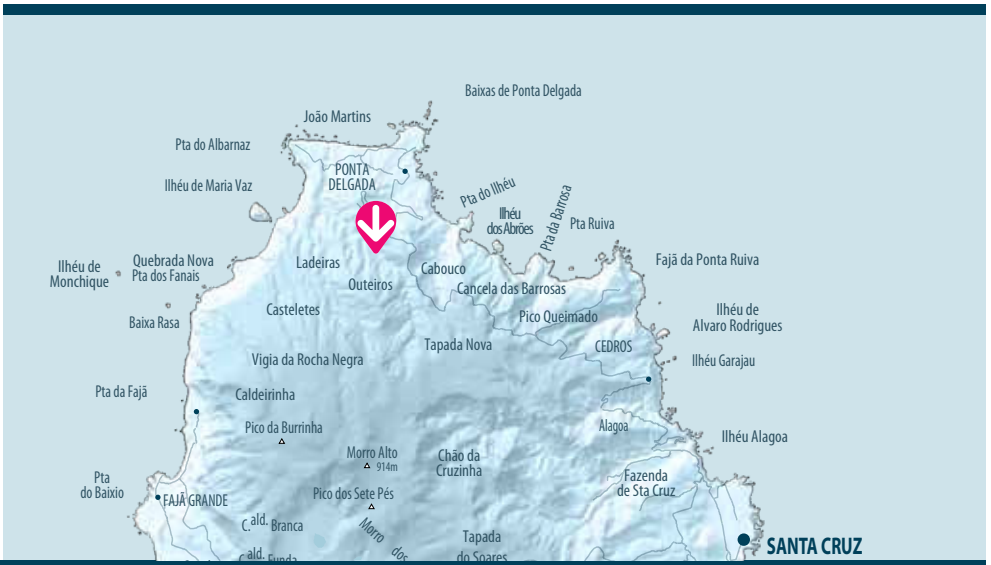 Baixas de Ponta Delgada
João Martins
Pta do Albarnaz
PONTA
DELGADA
Ilhéu de Maria Vaz
Pta do Ilhéu
Ilhéu
dos Abrões
Pta da Barrosa
Pta Ruiva
Ilhéu de
Monchique
Quebrada Nova
Pta dos Fanais
Ladeiras
Outeiros
Cabouco
Cancela das Barrosas
Fajã da Ponta Ruiva
Baixa Rasa
Casteletes
Pico Queimado
Ilhéu de
Alvaro Rodrigues
Tapada Nova
CEDROS
Vigia da Rocha Negra
Ilhéu Garajau
Pta da Fajã
Caldeirinha
Pico da Burrinha
Alagoa
Ilhéu Alagoa
Morro Alto
914m
Chão da
Cruzinha
Pta
do Baixio
FAJÃ GRANDE
Pico dos Sete Pés
Fazenda
de Sta Cruz
C.ald. Branca
Morro dos
Tapada
do Soares
SANTA CRUZ
C.ald. Funda